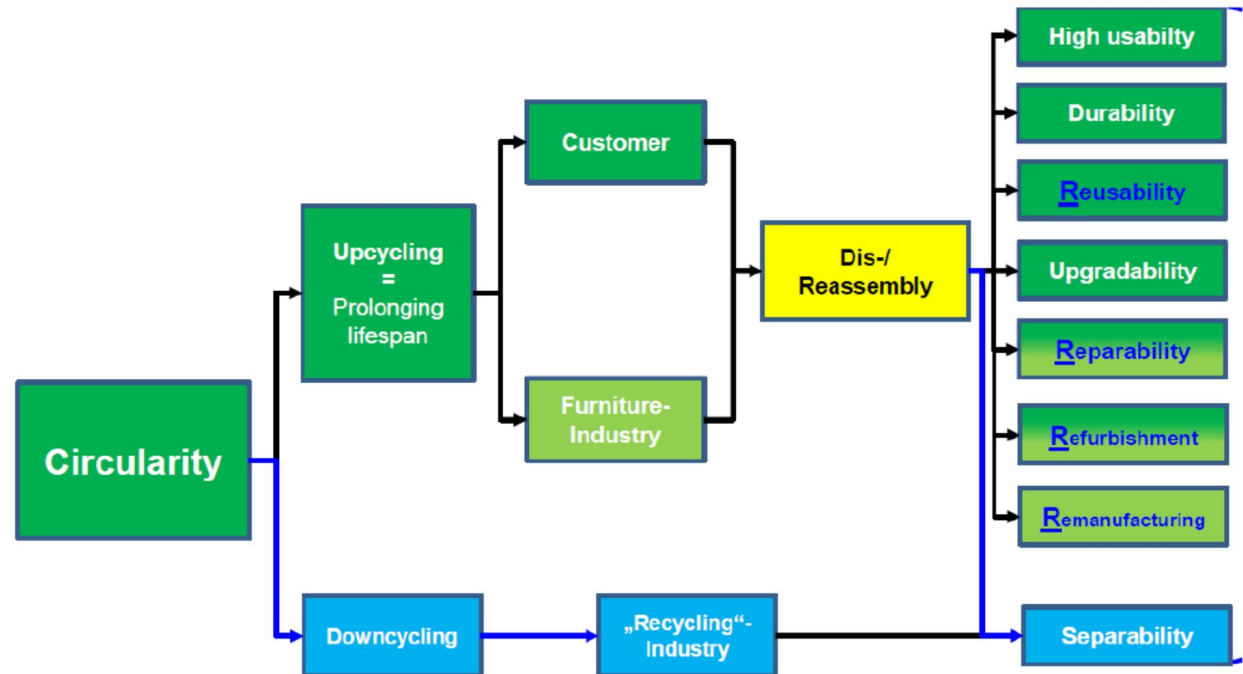 Circularity
Upcycling
=
Prolonging
lifespan
Downcycling
Customer
Furniture-
Industry
„Recycling“-
Industry
Dis-/
Reassembly
High usabilty
Durability
Reusability
Upgradability
Reparability
Refurbishment
Remanufacturing
Separability